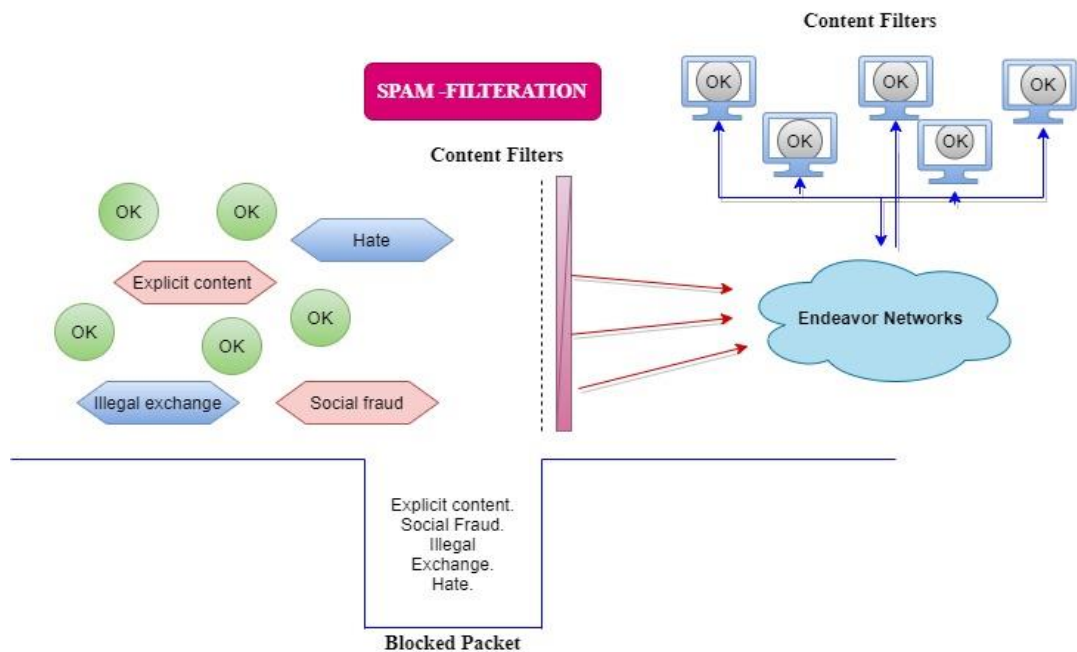 Content Filters
OK
OK
OK
OK
OK
SPAM -FILTERATION
Content Filters
OK
OK
Hate
Explicit content
OK
OK
OK
Illegal exchange
Social fraud
Endeavor Networks
Explicit content.
Social Fraud.
Illegal
Exchange.
Hate.
Blocked Packet